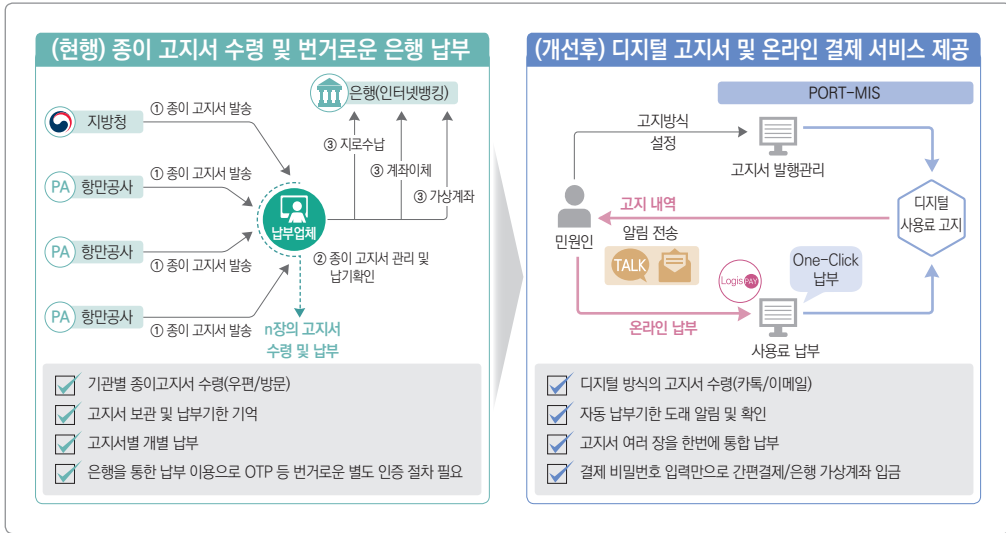 (현행) 종이 고지서 수령 및 번거로운 은행 납부
은행(인터넷뱅킹)
지방청
① 종이 고지서 발송
PA 항만공사
① 종이 고지서 발송
PA 항만공사
① 종이 고지서 발송
PA 항만공사
① 종이 고지서 발송
③ 지로수납
③ 계좌이체
③ 가상계좌
납부업체
② 종이 고지서 관리 및
납기확인
n장의 고지서
수령 및 납부
기관별 종이고지서 수령(우편/방문)
고지서 보관 및 납부기한 기억
고지서별 개별 납부
은행을 통한 납부 이용으로 OTP 등 번거로운 별도 인증 절차 필요
(개선후) 디지털 고지서 및 온라인 결제 서비스 제공
PORT-MIS
고지방식
설정
고지서 발행관리
민원인
고지 내역
알림 전송
TALK
디지털
사용료 고지
Logis PAY
One-Click
납부
온라인 납부
사용료 납부
디지털 방식의 고지서 수령(카톡/이메일)
자동 납부기한 도래 알림 및 확인
고지서 여러 장을 한번에 통합 납부
결제 비밀번호 입력만으로 간편결제/은행 가상계좌 입금